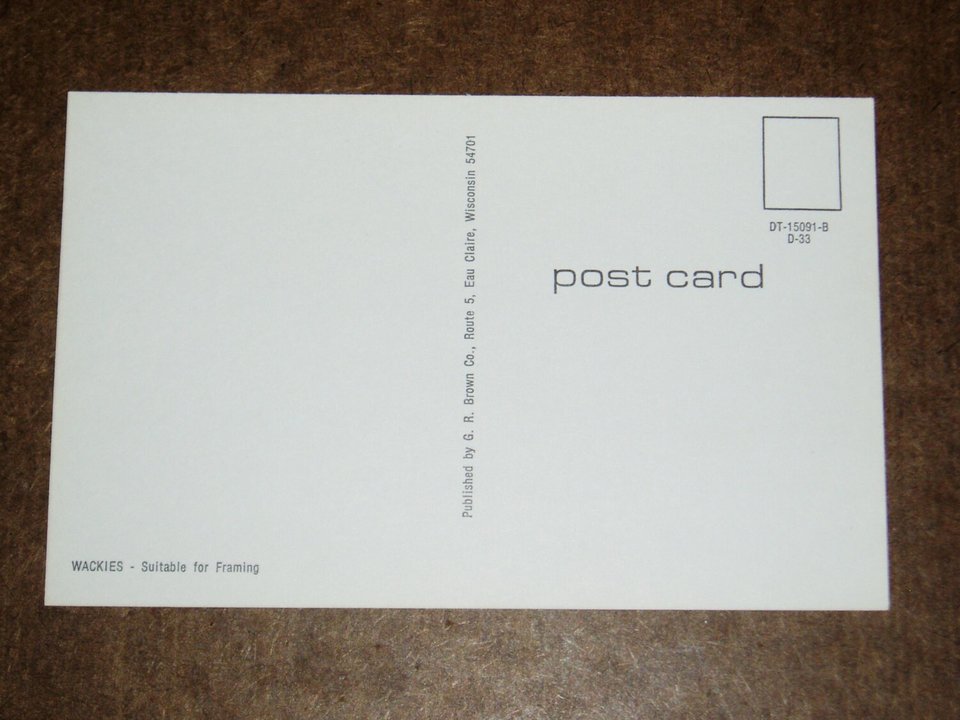 WACKIES - Suitable for Framing
Published by G. R. Brown Co., Route 5, Eau Claire, Wisconsin 54701
DT-15091-B
D-33
post card